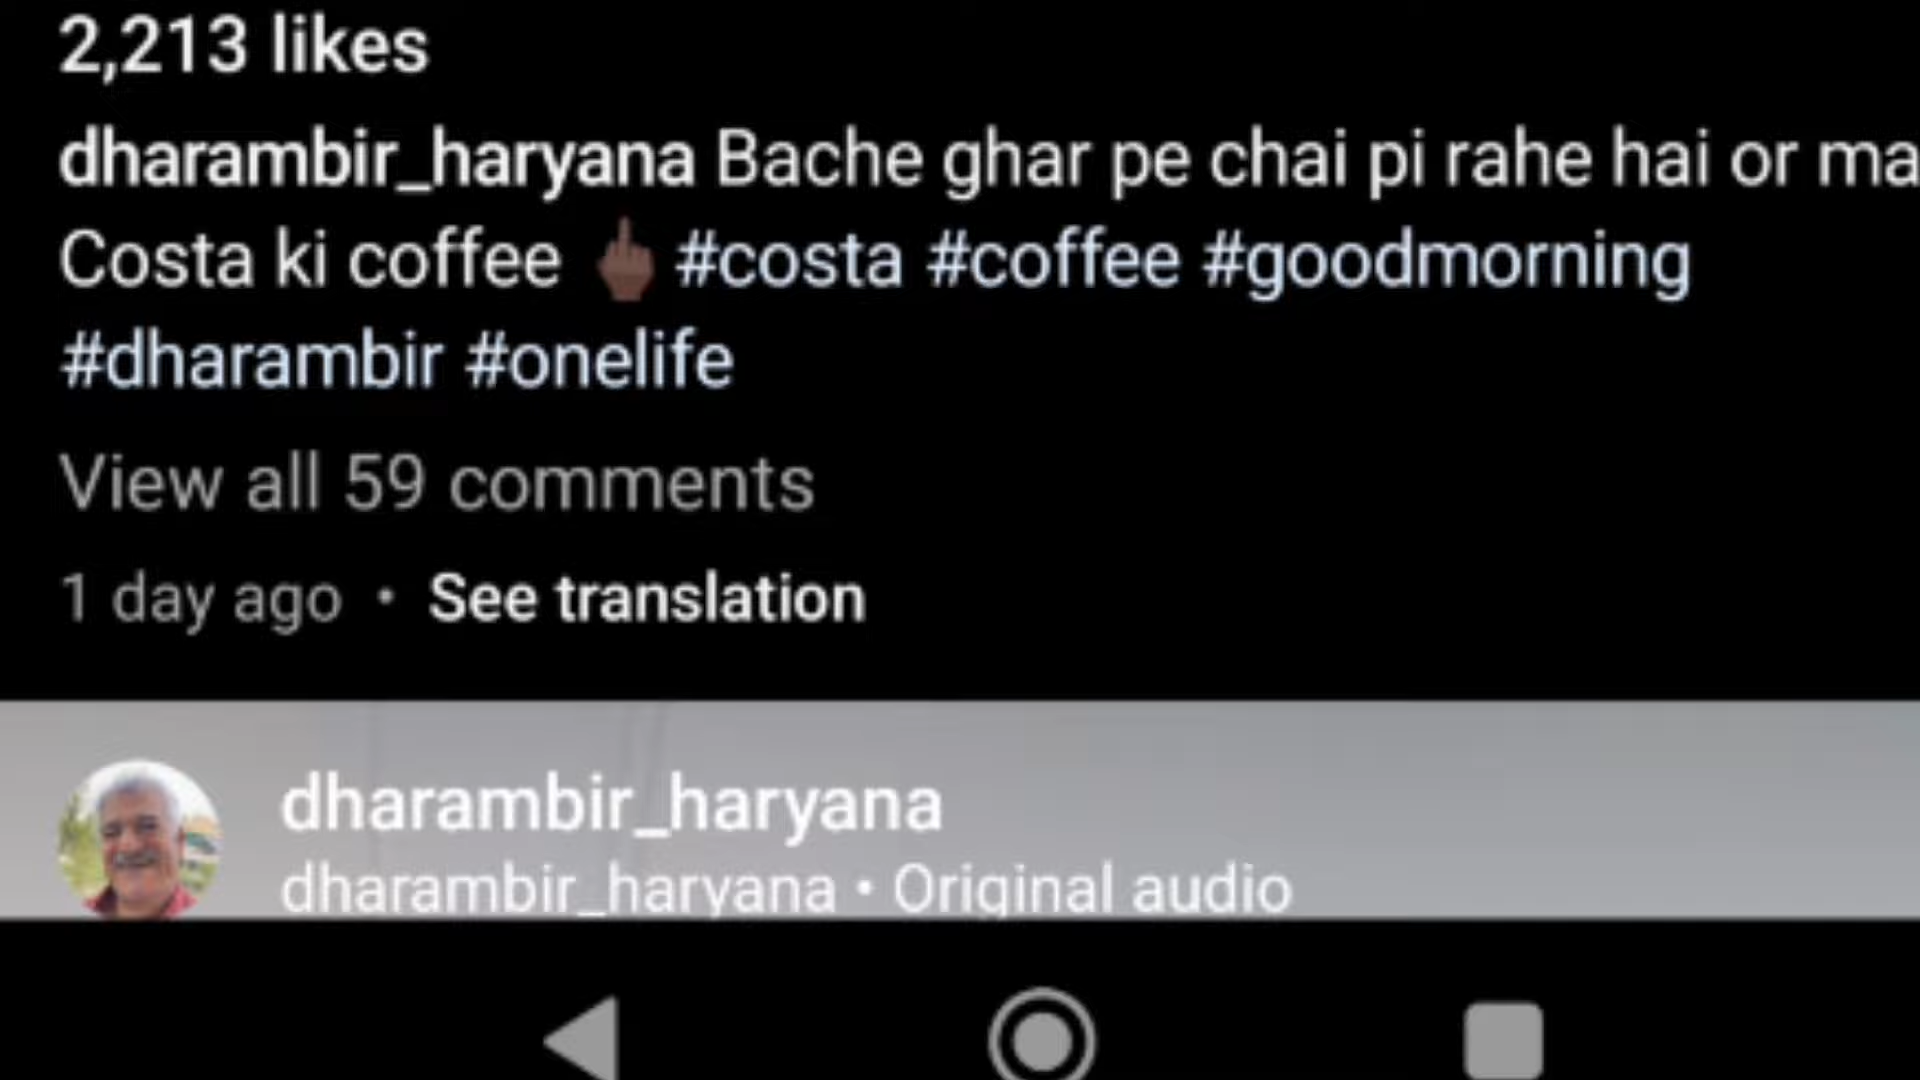 2,213 likes
dharambir_haryana Bache ghar pe chai pi rahe hai or ma
Costa ki coffee 🖕🏿 #costa #coffee #goodmorning
#dharambir #onelife
View all 59 comments
1 day ago • See translation
dharambir_haryana
dharambir_haryana • Original audio